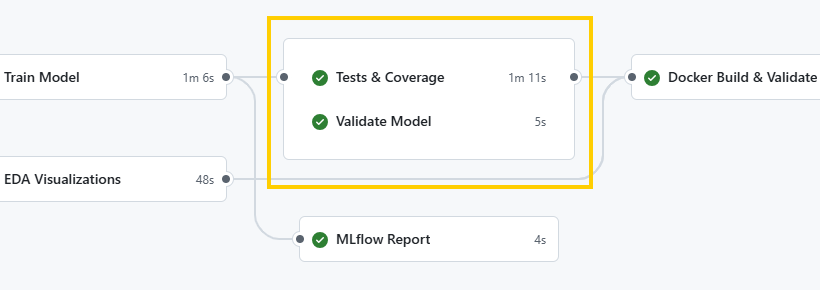 Train Model 1m 6s
Tests & Coverage 1m 11s
Docker Build & Validate
Validate Model 5s
EDA Visualizations 48s
MLflow Report 4s